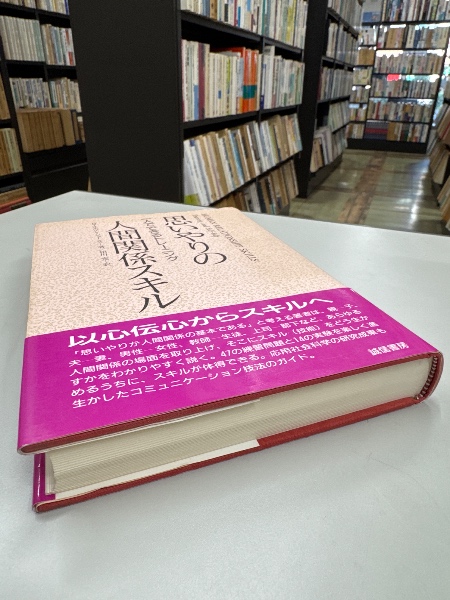 思いやりの
人間関係スキル
HUMAN RELATIONSHIP SKILLS
以心伝心からスキルへ
「思いやりが人間関係の基本である」と考える著者は、親、子、
夫・妻、男性・女性、教師・生徒、上司・部下など、あらゆる
人間関係の場面を取り上げ、そこにスキル（技能）をどう生か
すかをわかりやすく説く。47の練習問題と14の実験を楽しく進
めるうちに、スキルが体得できる。応用社会科学の研究成果も
生かしたコミュニケーション技法のガイド。
誠信書房